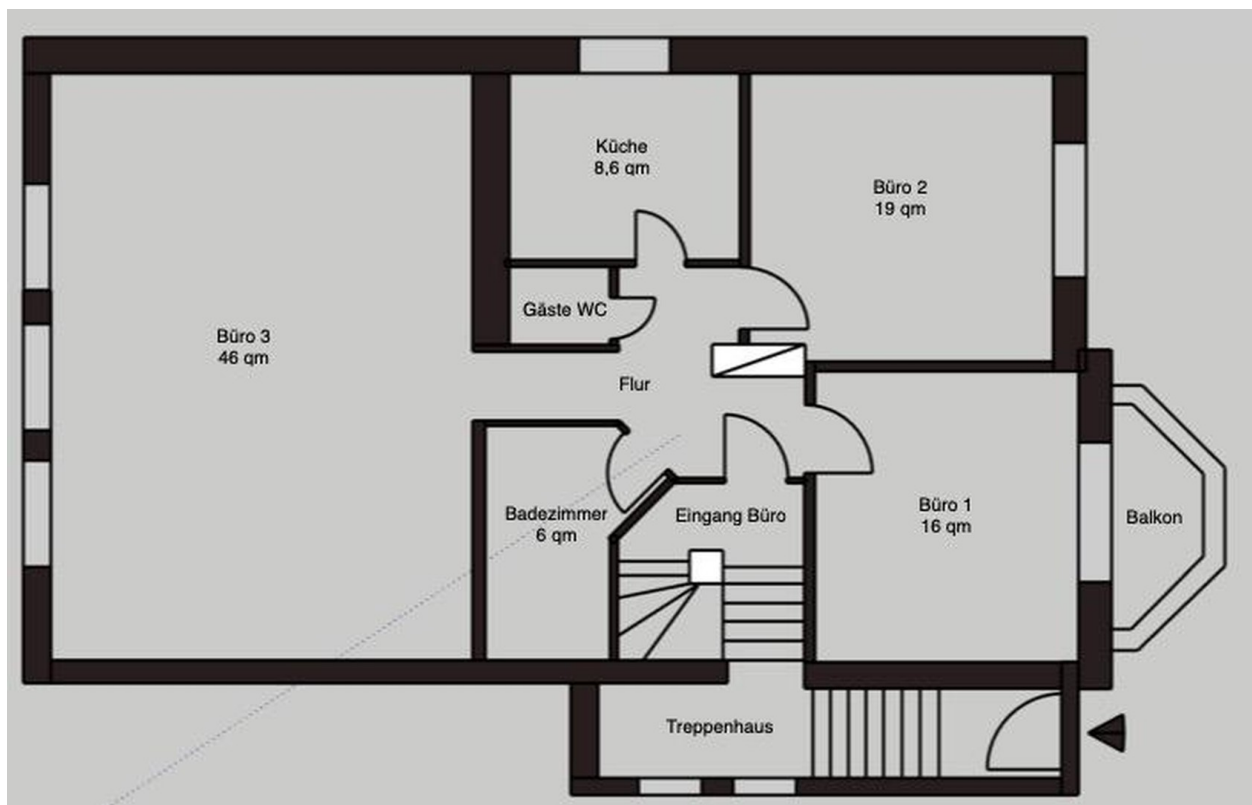 Küche
8,6 qm
Büro 2
19 qm
Gäste WC
Büro 3
46 qm
Flur
Badezimmer
6 qm
Eingang Büro
Büro 1
16 qm
Balkon
Treppenhaus